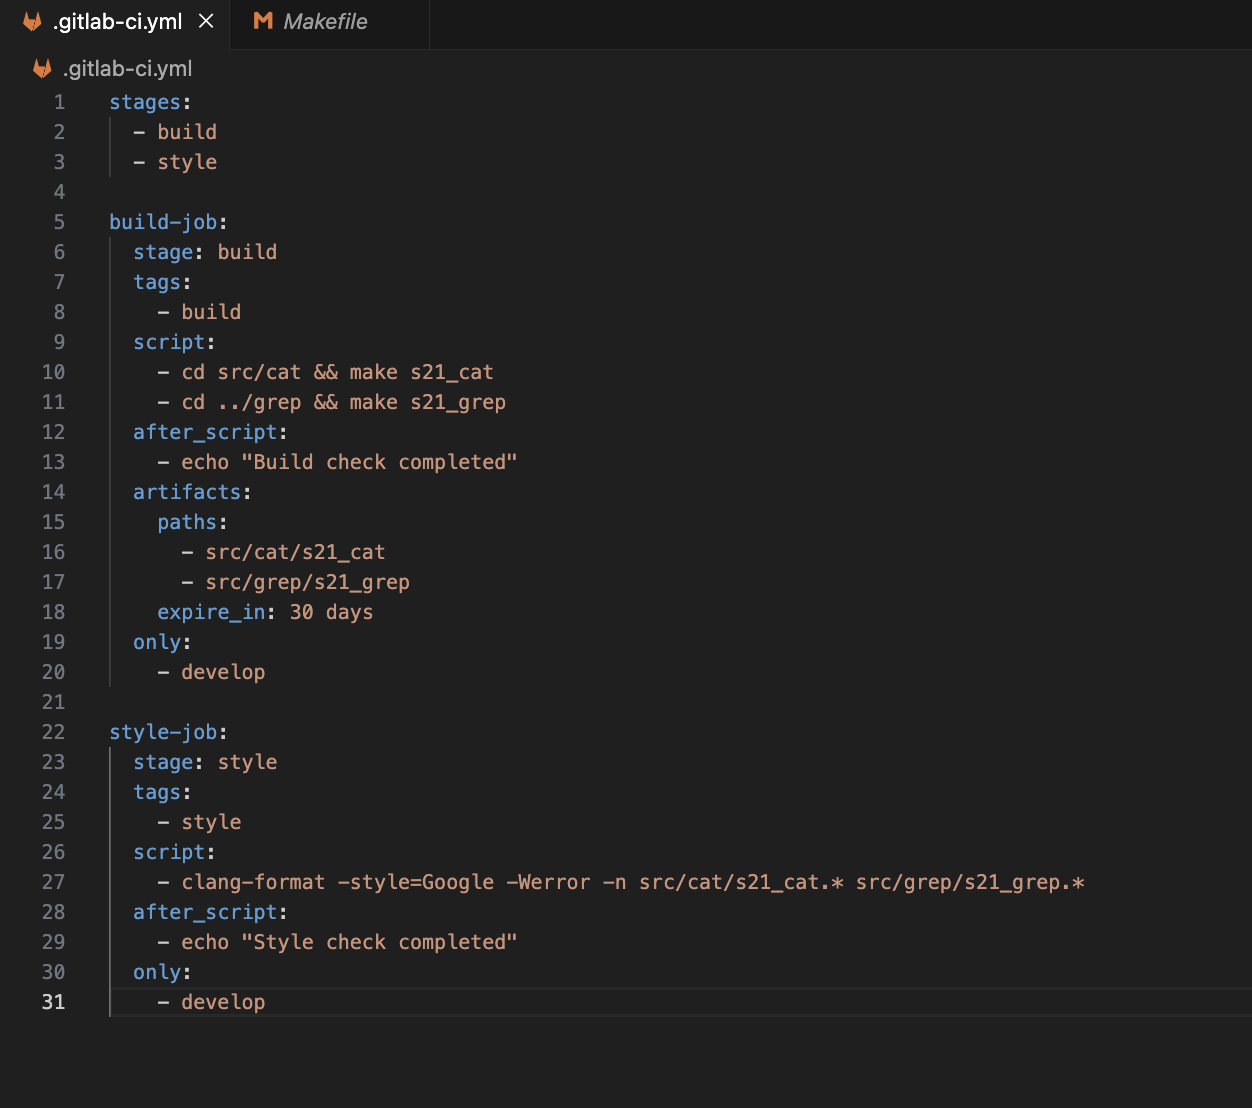 .gitlab-ci.yml × Makefile
.gitlab-ci.yml
1 stages:
2   - build
3   - style
4
5 build-job:
6   stage: build
7   tags:
8     - build
9   script:
10     - cd src/cat && make s21_cat
11     - cd ../grep && make s21_grep
12   after_script:
13     - echo "Build check completed"
14   artifacts:
15     paths:
16       - src/cat/s21_cat
17       - src/grep/s21_grep
18     expire_in: 30 days
19   only:
20     - develop
21
22 style-job:
23   stage: style
24   tags:
25     - style
26   script:
27     - clang-format -style=Google -Werror -n src/cat/s21_cat.* src/grep/s21_grep.*
28   after_script:
29     - echo "Style check completed"
30   only:
31     - develop